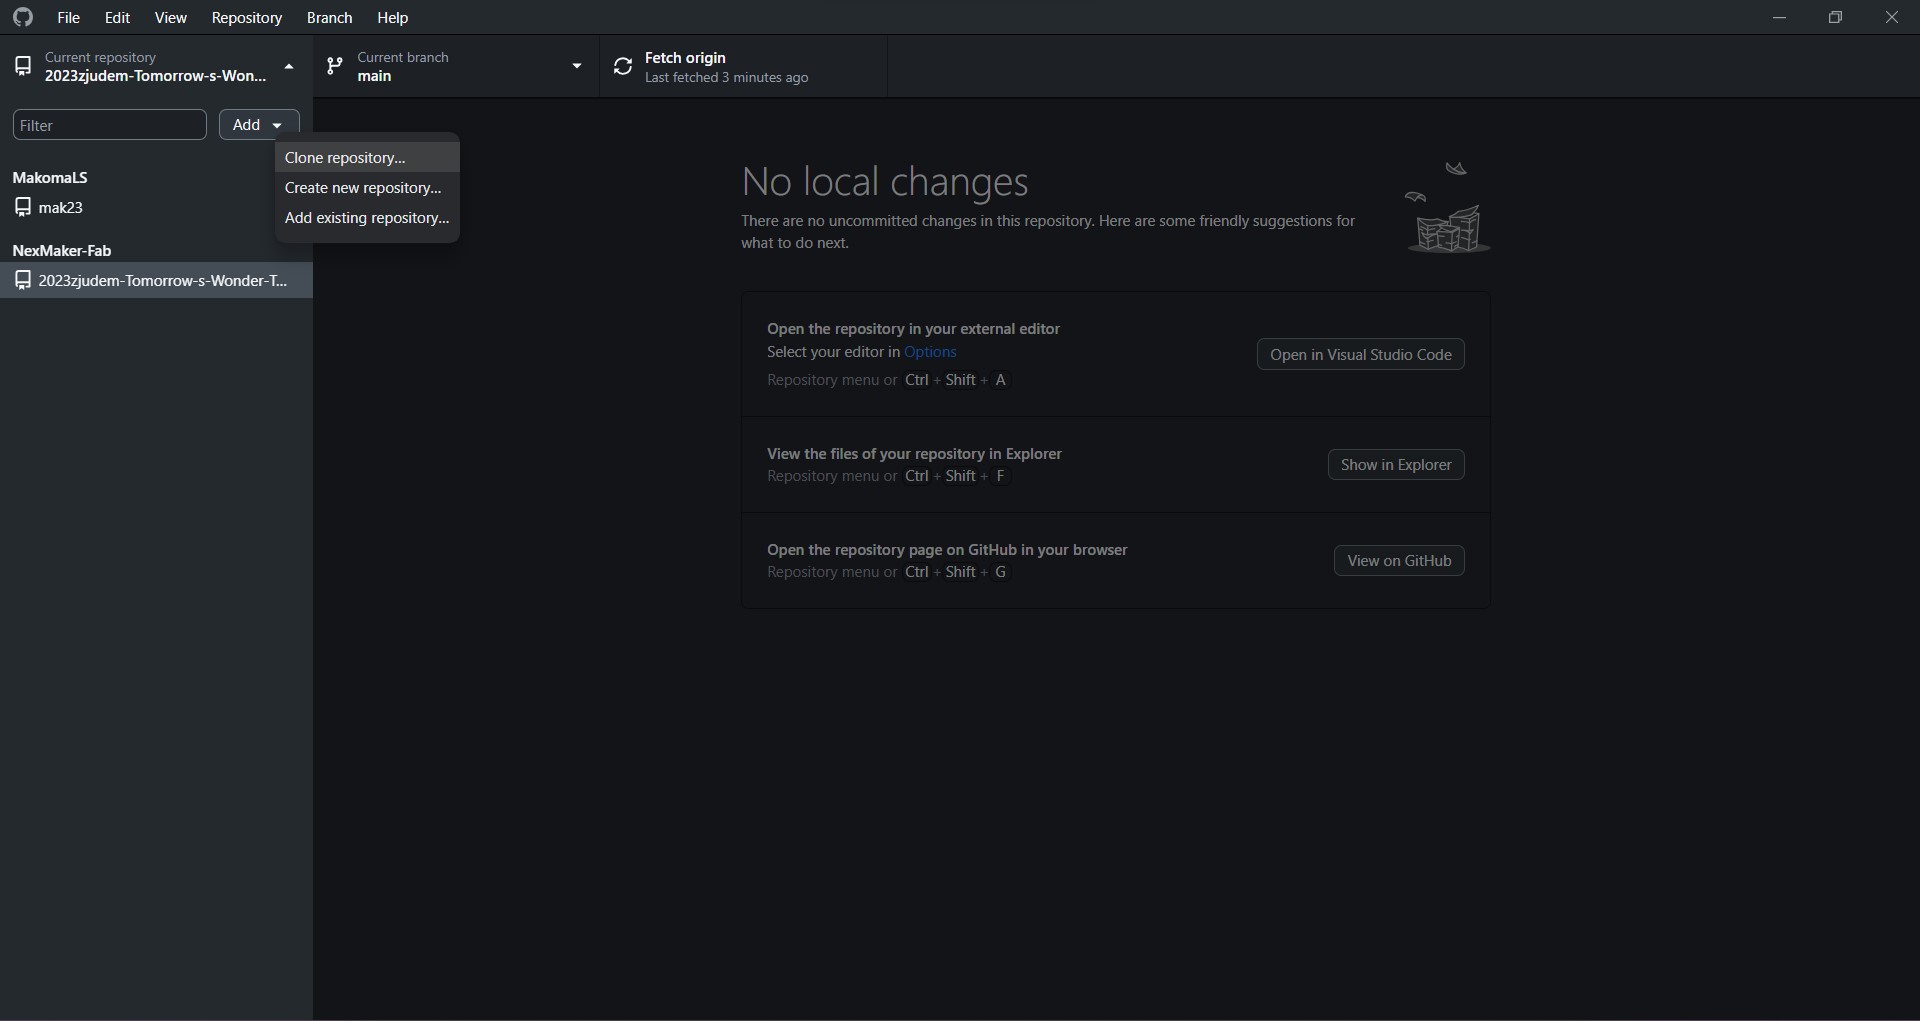 File Edit View Repository Branch Help
Current repository
2023zjudem-Tomorrow-s-Won...
Current branch
main
Fetch origin
Last fetched 3 minutes ago
Filter
Add
Clone repository...
Create new repository...
Add existing repository...
MakomaLS
mak23
NexMaker-Fab
2023zjudem-Tomorrow-s-Wonder-T...
No local changes
There are no uncommitted changes in this repository. Here are some friendly suggestions for
what to do next.
Open the repository in your external editor
Select your editor in Options
Repository menu or Ctrl + Shift + A
Open in Visual Studio Code
View the files of your repository in Explorer
Repository menu or Ctrl + Shift + F
Show in Explorer
Open the repository page on GitHub in your browser
Repository menu or Ctrl + Shift + G
View on GitHub